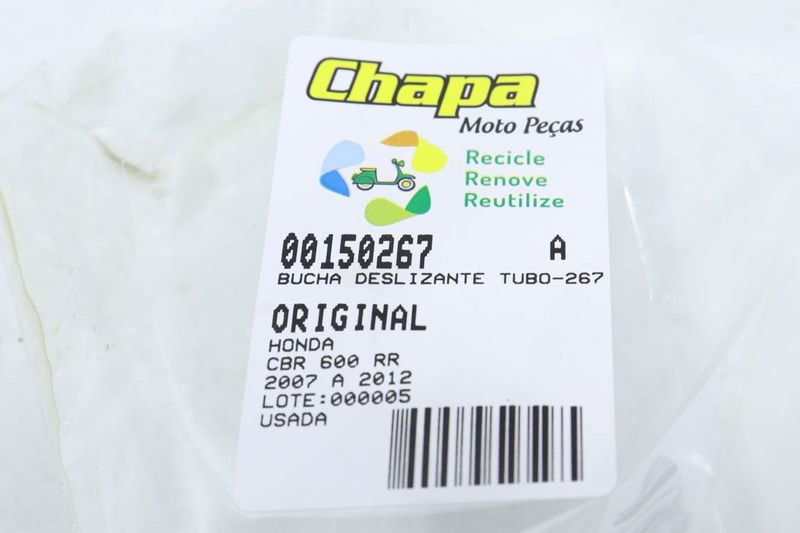 Chapa
Moto Peças
Recicle
Renove
Reutilize
00150267 A
BUCHA DESLIZANTE TUBO-267
ORIGINAL
HONDA
CBR 600 RR
2007 A 2012
LOTE:000005
USADA